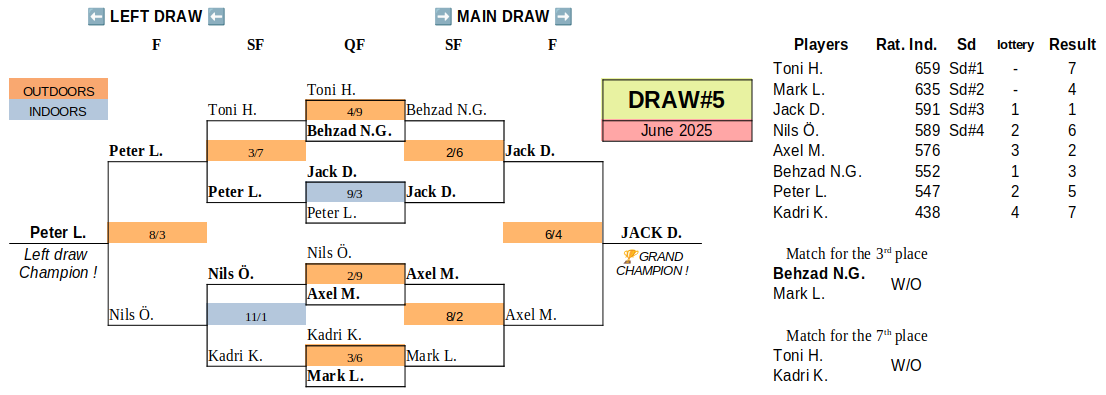 ⬅ LEFT DRAW ⬅ ➡ MAIN DRAW ➡
F SF QF SF F
Players Rat. Ind. Sd lottery Result
Toni H. 659 Sd#1 - 7
Mark L. 635 Sd#2 - 4
Jack D. 591 Sd#3 1 1
Nils Ö. 589 Sd#4 2 6
Axel M. 576 3 2
Behzad N.G. 552 1 3
Peter L. 547 2 5
Kadri K. 438 4 7
OUTDOORS
INDOORS
DRAW#5
June 2025
Toni H.
Toni H. 4/9 Behzad N.G.
Behzad N.G.
Peter L. 3/7 2/6 Jack D.
Jack D.
Peter L. 9/3 Jack D.
Peter L.
Peter L. 8/3 6/4 JACK D.
Left draw
Champion !
🏆GRAND
CHAMPION !
Nils Ö.
Nils Ö. 2/9 Axel M.
Axel M.
Nils Ö. 11/1 8/2 Axel M.
Kadri K.
Kadri K. 3/6 Mark L.
Mark L.
Match for the 3rd place
Behzad N.G.
W/O
Mark L.
Match for the 7th place
Toni H.
W/O
Kadri K.